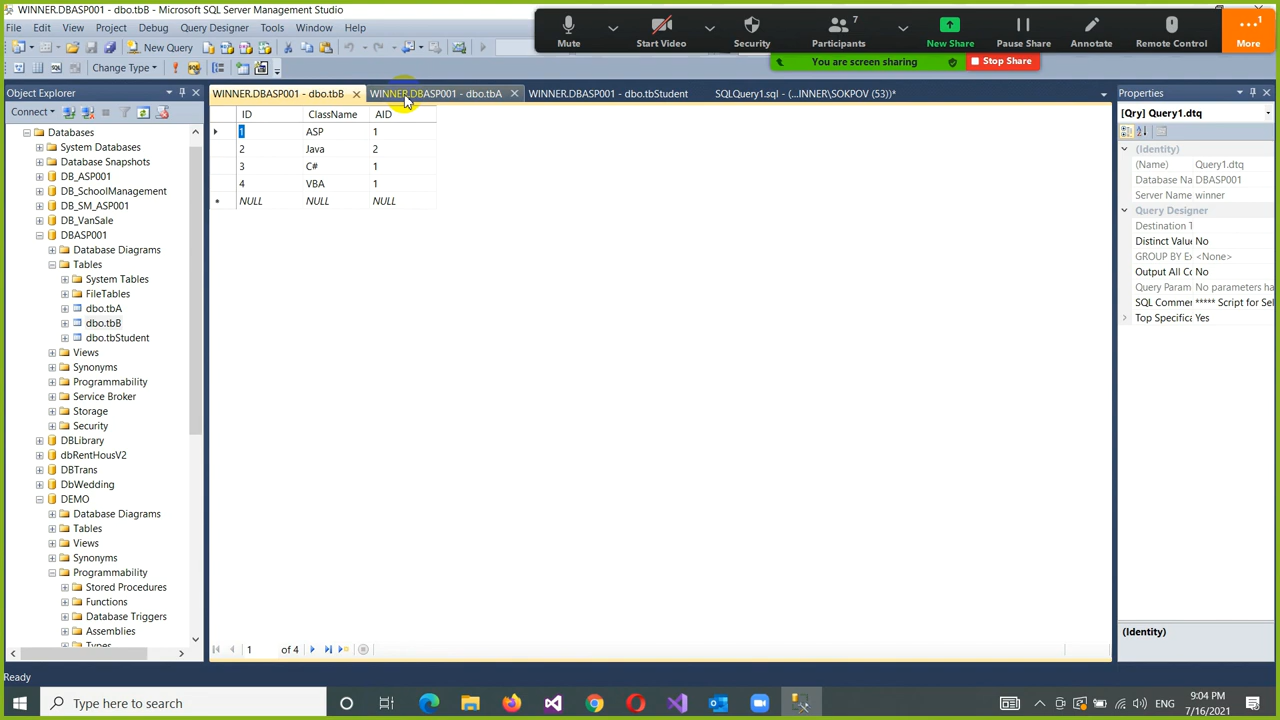 WINNER.DBASP001 - dbo.tbB - Microsoft SQL Server Management Studio
File Edit View Project Debug Query Designer Tools Window Help
Mute
Start Video
Security
7
Participants
New Share
Pause Share
Annotate
Remote Control
1
More
You are screen sharing
Stop Share
New Query
Change Type
Object Explorer
WINNER.DBASP001 - dbo.tbB
WINNER.DBASP001 - dbo.tbA
WINNER.DBASP001 - dbo.tbStudent
SQLQuery1.sql - (...INNER\SOKPOV (53))*
Properties
Connect
Databases
System Databases
Database Snapshots
DB_ASP001
DB_SchoolManagement
DB_SM_ASP001
DB_VanSale
DBASP001
Database Diagrams
Tables
System Tables
FileTables
dbo.tbA
dbo.tbB
dbo.tbStudent
Views
Synonyms
Programmability
Service Broker
Storage
Security
DBLibrary
dbRentHousV2
DBTrans
DbWedding
DEMO
Database Diagrams
Tables
Views
Synonyms
Programmability
Stored Procedures
Functions
Database Triggers
Assemblies
Types
ID ClassName AID
1 ASP 1
2 Java 2
3 C# 1
4 VBA 1
NULL NULL NULL
1 of 4
[Qry] Query1.dtq
(Identity)
(Name) Query1.dtq
Database Na DBASP001
Server Name winner
Query Designer
Destination 1
Distinct Value No
GROUP BY Ex <None>
Output All Co No
Query Param No parameters ha
SQL Commer ***** Script for Sel
Top Specifica Yes
(Identity)
Ready
Type here to search
ENG
9:04 PM
7/16/2021